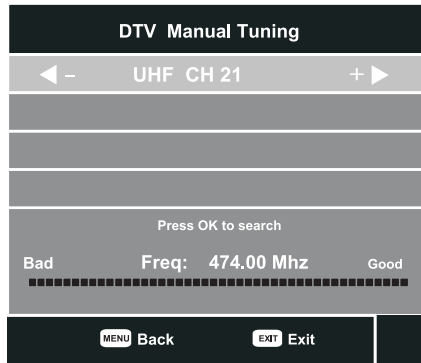 DTV Manual Tuning
– UHF CH 21 +
Press OK to search
Bad Freq: 474.00 Mhz Good
MENU Back EXIT Exit